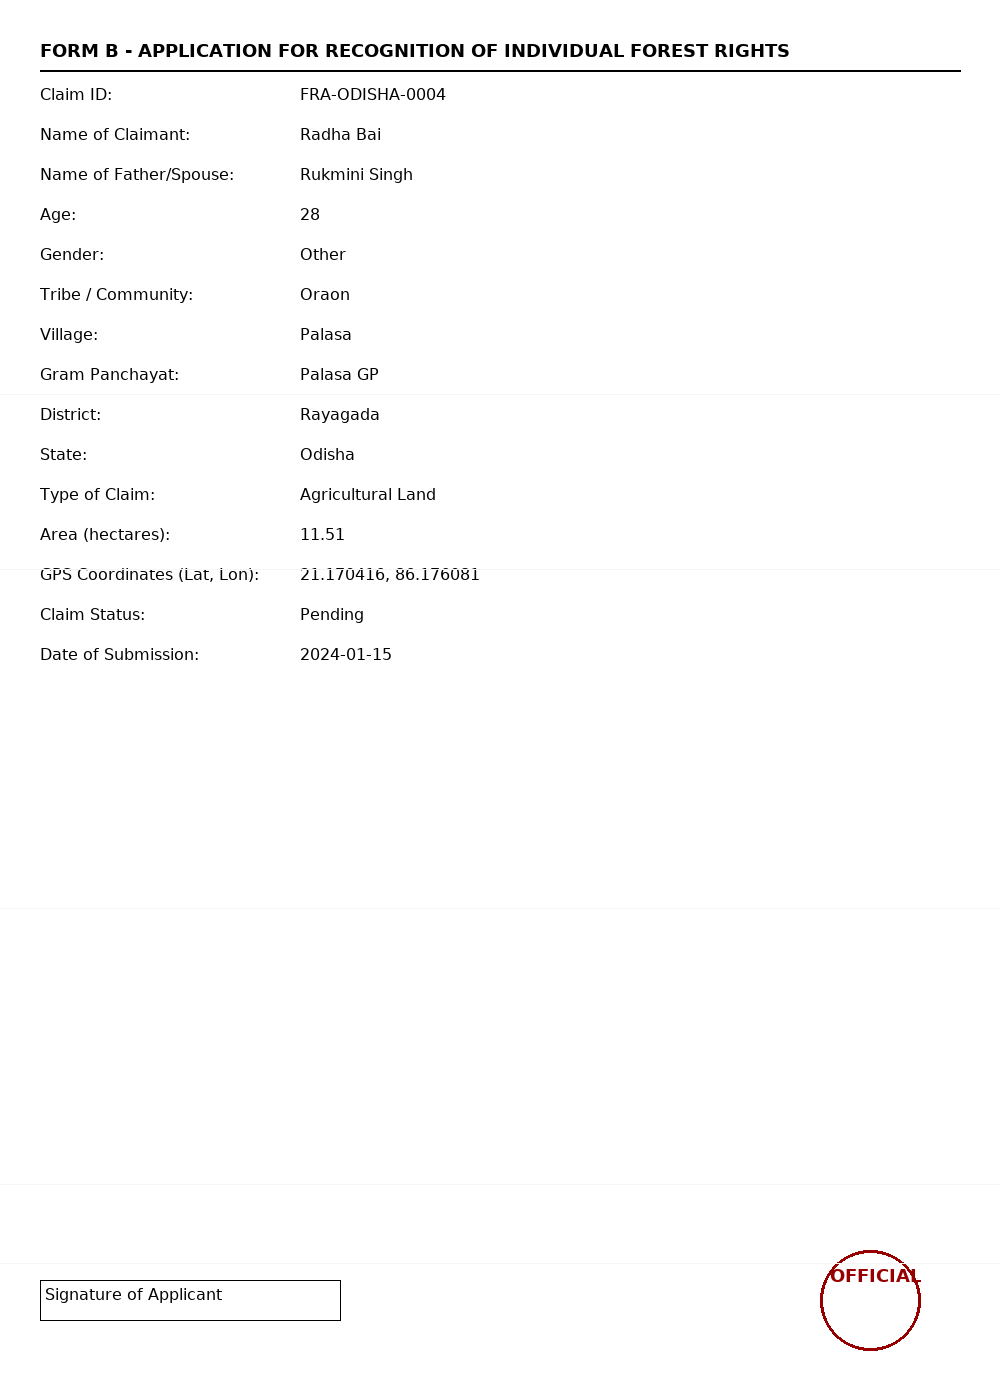 FORM B - APPLICATION FOR RECOGNITION OF INDIVIDUAL FOREST RIGHTS
Claim ID: FRA-ODISHA-0004
Name of Claimant: Radha Bai
Name of Father/Spouse: Rukmini Singh
Age: 28
Gender: Other
Tribe / Community: Oraon
Village: Palasa
Gram Panchayat: Palasa GP
District: Rayagada
State: Odisha
Type of Claim: Agricultural Land
Area (hectares): 11.51
GPS Coordinates (Lat, Lon): 21.170416, 86.176081
Claim Status: Pending
Date of Submission: 2024-01-15
OFFICIAL
Signature of Applicant